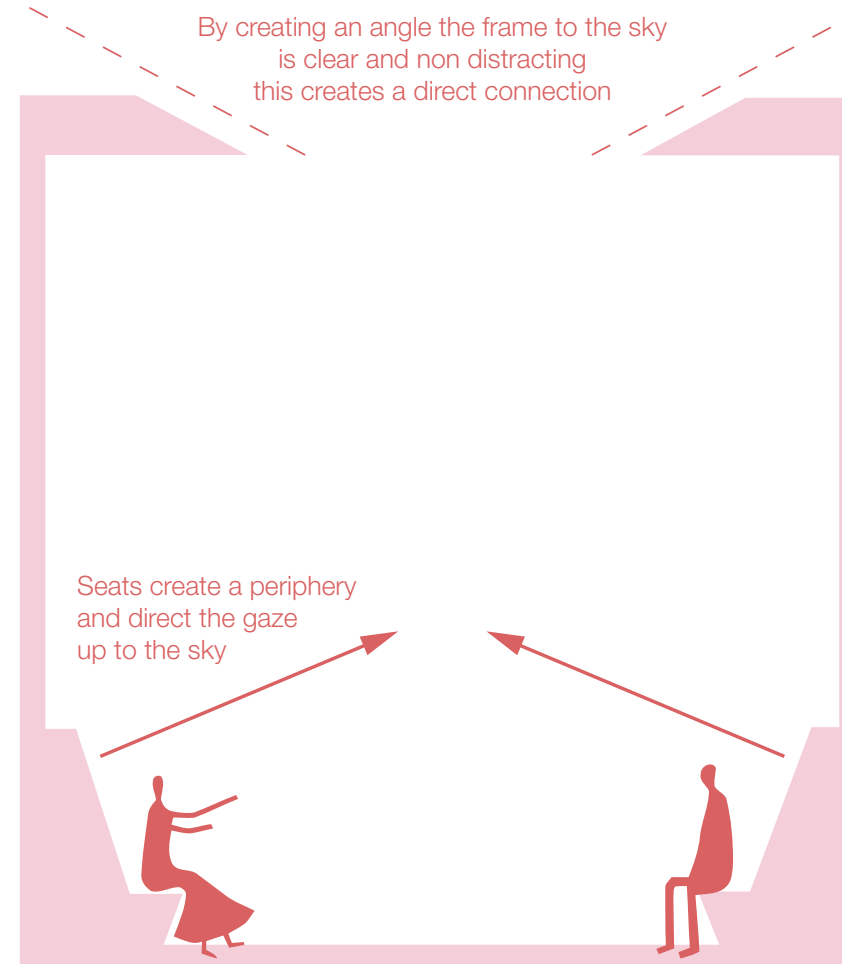 By creating an angle the frame to the sky
is clear and non distracting
this creates a direct connection
Seats create a periphery
and direct the gaze
up to the sky